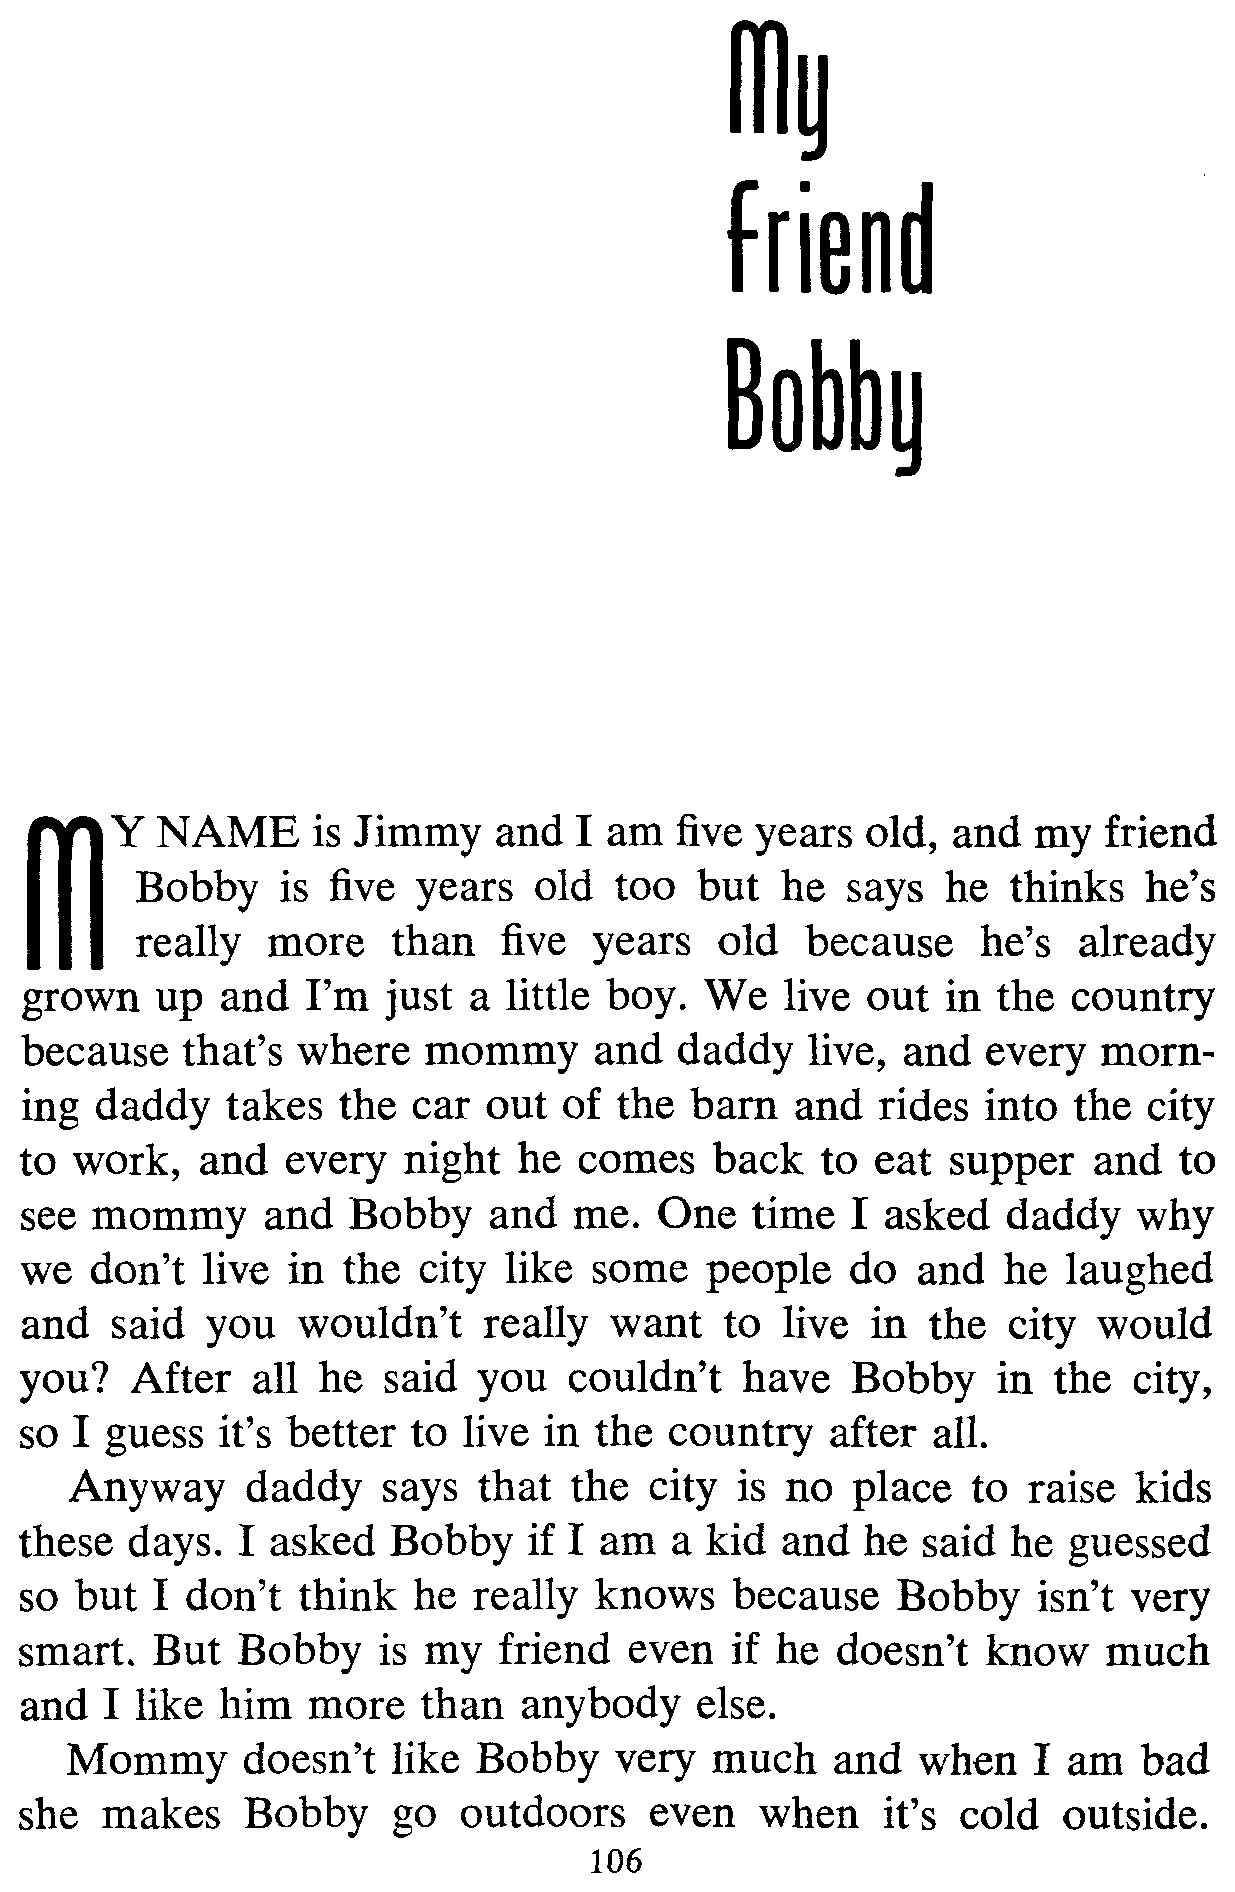 My
friend
Bobby
MY NAME is Jimmy and I am five years old, and my friend
Bobby is five years old too but he says he thinks he's
really more than five years old because he's already
grown up and I'm just a little boy. We live out in the country
because that's where mommy and daddy live, and every morn-
ing daddy takes the car out of the barn and rides into the city
to work, and every night he comes back to eat supper and to
see mommy and Bobby and me. One time I asked daddy why
we don't live in the city like some people do and he laughed
and said you wouldn't really want to live in the city would
you? After all he said you couldn't have Bobby in the city,
so I guess it's better to live in the country after all.
Anyway daddy says that the city is no place to raise kids
these days. I asked Bobby if I am a kid and he said he guessed
so but I don't think he really knows because Bobby isn't very
smart. But Bobby is my friend even if he doesn't know much
and I like him more than anybody else.
Mommy doesn't like Bobby very much and when I am bad
she makes Bobby go outdoors even when it's cold outside.
106